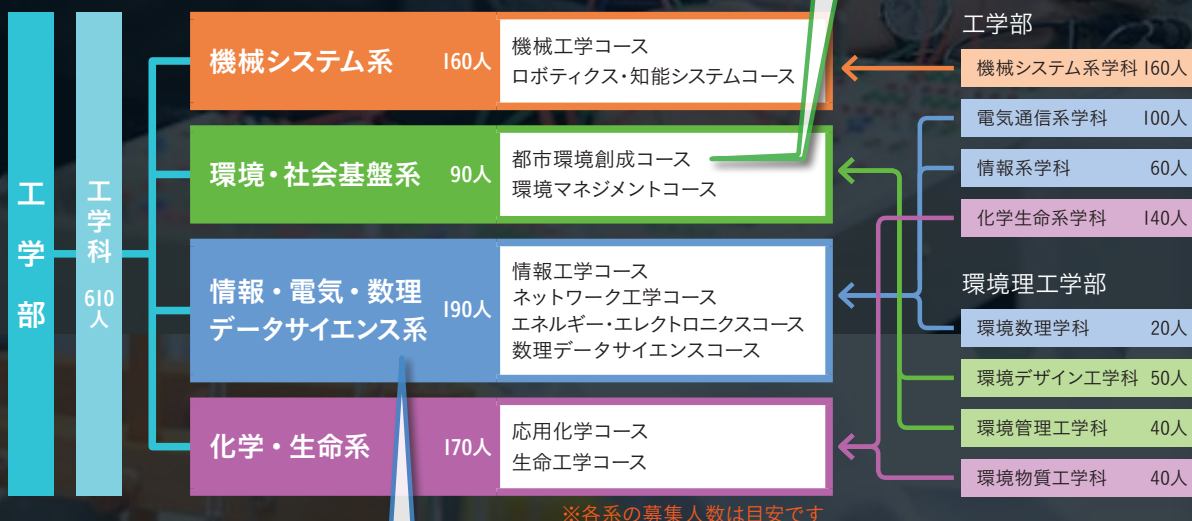 工学部
工学科
610人
機械システム系 160人
機械工学コース
ロボティクス・知能システムコース
環境・社会基盤系 90人
都市環境創成コース
環境マネジメントコース
情報・電気・数理
データサイエンス系
190人
情報工学コース
ネットワーク工学コース
エネルギー・エレクトロニクスコース
数理データサイエンスコース
化学・生命系 170人
応用化学コース
生命工学コース
※各系の募集人数は目安です
工学部
機械システム系学科 160人
電気通信系学科 100人
情報系学科 60人
化学生命系学科 140人
環境理工学部
環境数理学科 20人
環境デザイン工学科 50人
環境管理工学科 40人
環境物質工学科 40人